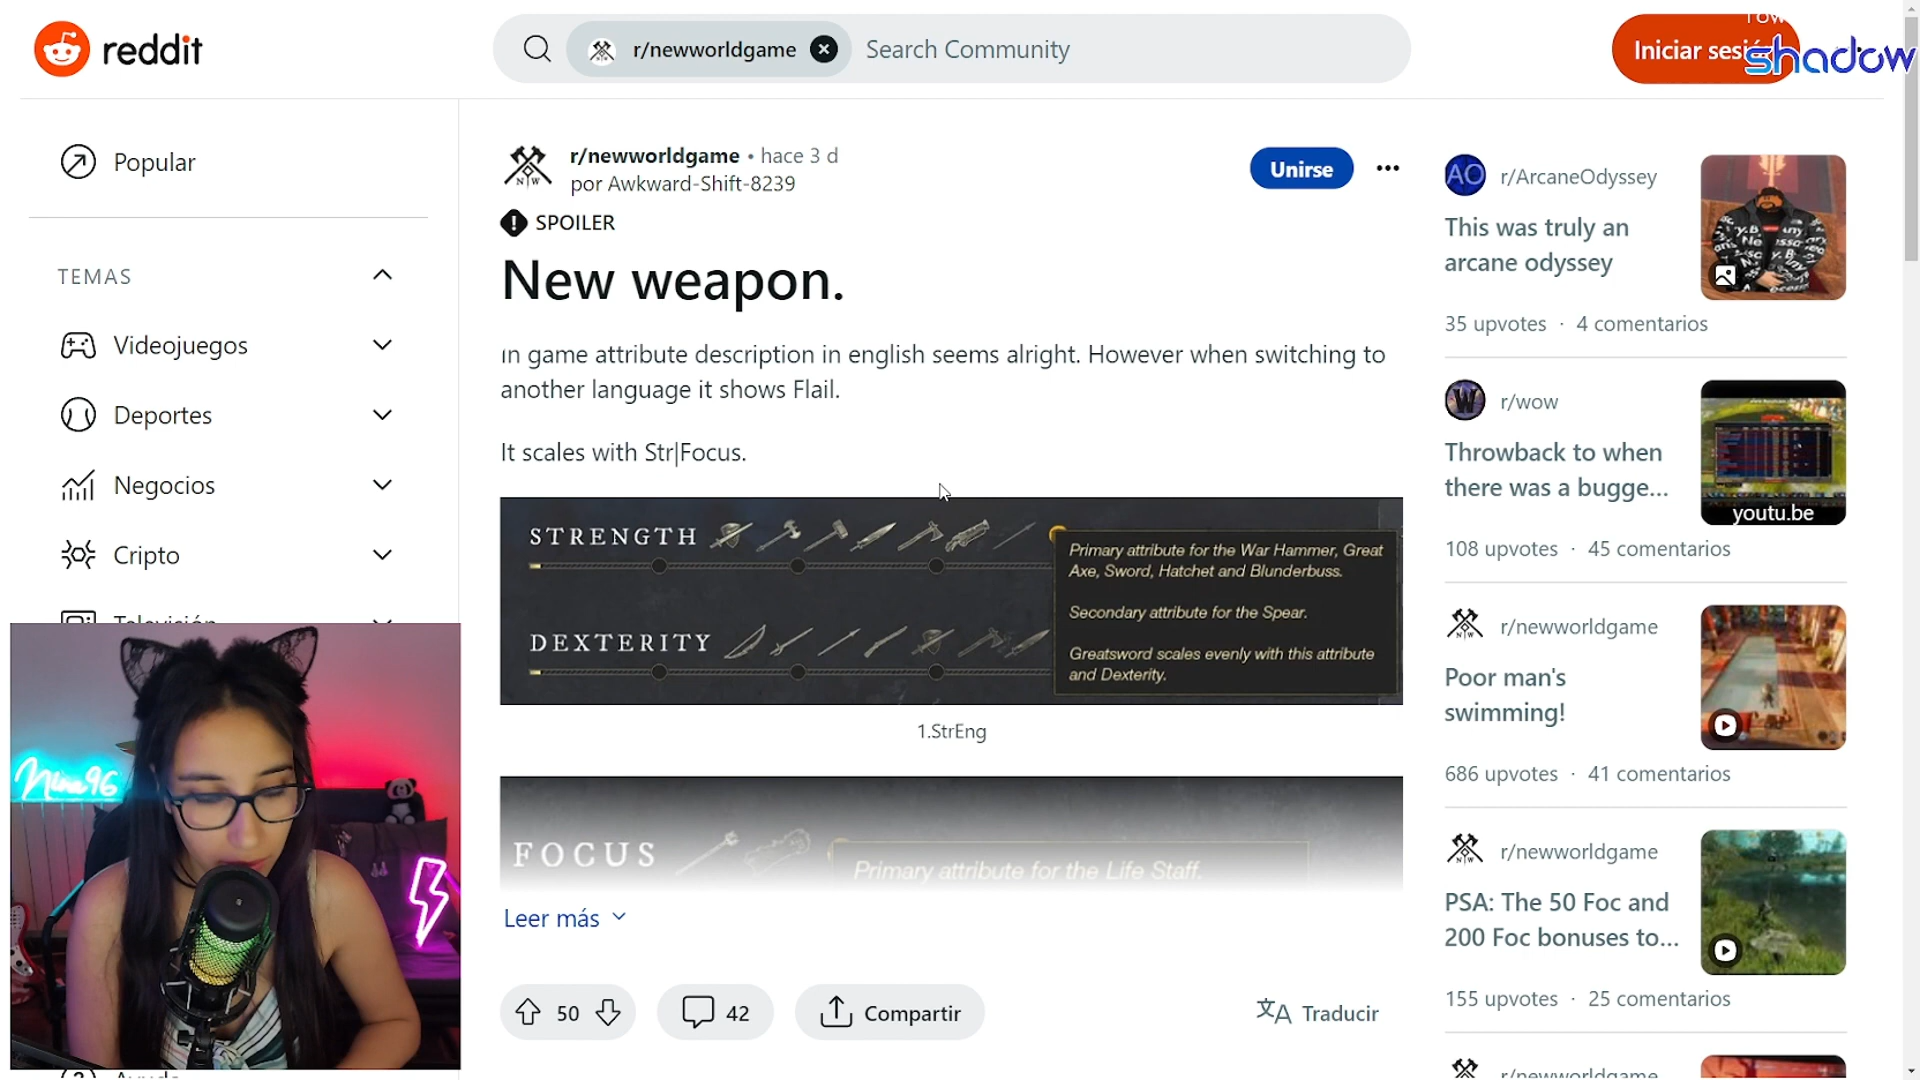 reddit
r/newworldgame
Search Community
Iniciar sesión
shadow
Popular
TEMAS
Videojuegos
Deportes
Negocios
Cripto
Televisión
Nina96
r/newworldgame • hace 3 d
por Awkward-Shift-8239
Unirse
SPOILER
New weapon.
ın game attribute description in english seems alright. However when switching to
another language it shows Flail.
It scales with Str|Focus.
STRENGTH
DEXTERITY
Primary attribute for the War Hammer, Great
Axe, Sword, Hatchet and Blunderbuss.
Secondary attribute for the Spear.
Greatsword scales evenly with this attribute
and Dexterity.
1.StrEng
FOCUS
Primary attribute for the Life Staff.
Leer más
50
42
Compartir
Traducir
AO
r/ArcaneOdyssey
This was truly an
arcane odyssey
35 upvotes · 4 comentarios
W
r/wow
Throwback to when
there was a bugge...
youtu.be
108 upvotes · 45 comentarios
r/newworldgame
Poor man's
swimming!
686 upvotes · 41 comentarios
r/newworldgame
PSA: The 50 Foc and
200 Foc bonuses to...
155 upvotes · 25 comentarios
r/newworldgame